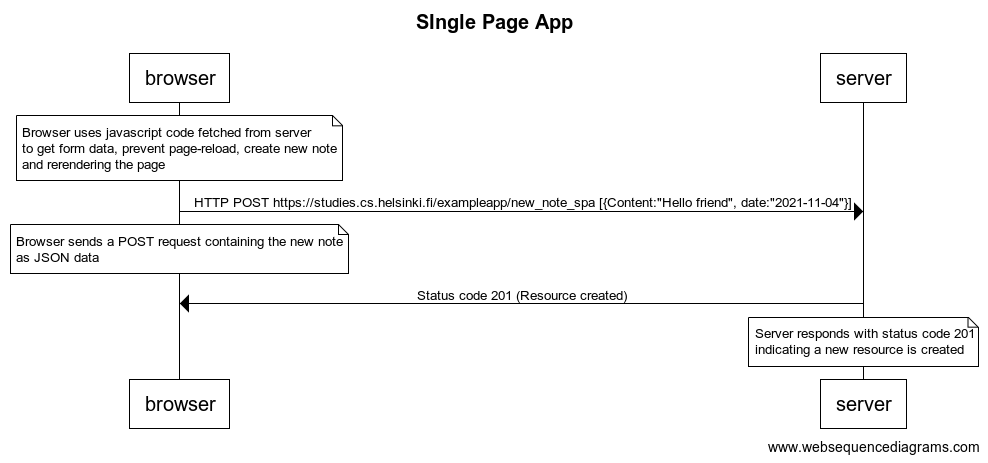 SIngle Page App
browser
server
Browser uses javascript code fetched from server
to get form data, prevent page-reload, create new note
and rerendering the page
HTTP POST https://studies.cs.helsinki.fi/exampleapp/new_note_spa [{Content:"Hello friend", date:"2021-11-04"}]
Browser sends a POST request containing the new note
as JSON data
Status code 201 (Resource created)
Server responds with status code 201
indicating a new resource is created
browser
server
www.websequencediagrams.com